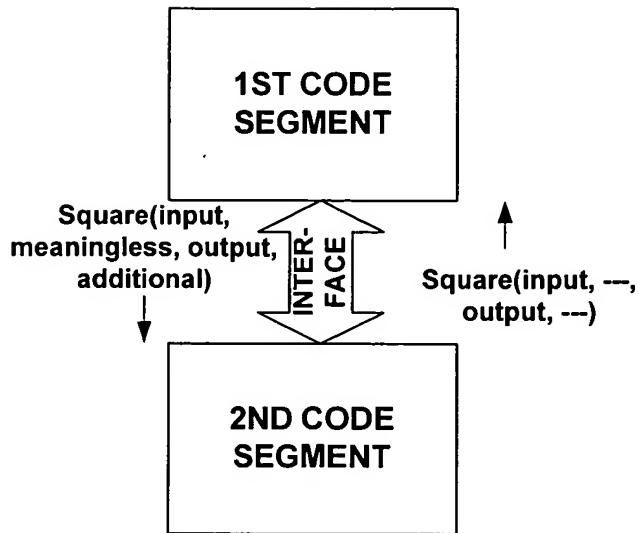 1ST CODE
SEGMENT
Square(input,
meaningless, output,
additional)
INTER-
FACE
Square(input, ---,
output, ---)
2ND CODE
SEGMENT